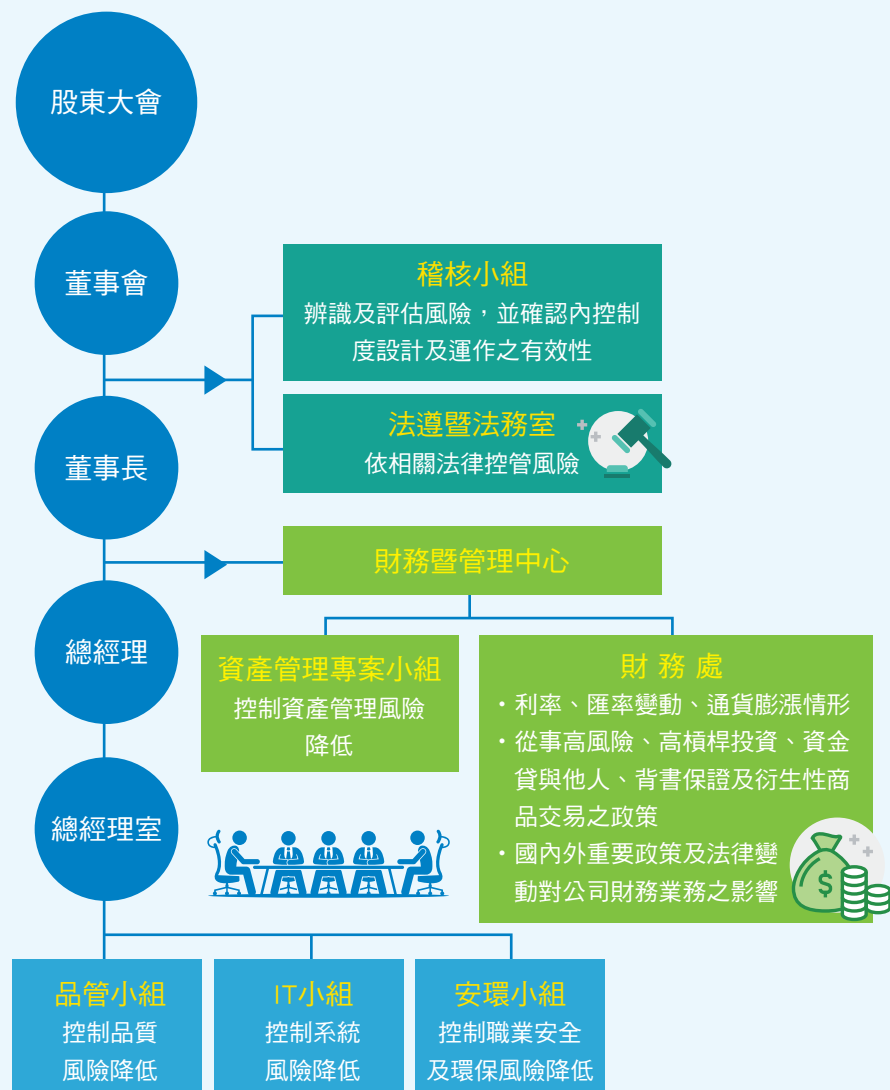 股東大會
董事會
稽核小組
辨識及評估風險，並確認內控制
度設計及運作之有效性
法遵暨法務室
依相關法律控管風險
董事長
財務暨管理中心
總經理
資產管理專案小組
控制資產管理風險
降低
財務處
・利率、匯率變動、通貨膨漲情形
・從事高風險、高槓桿投資、資金
貸與他人、背書保證及衍生性商
品交易之政策
・國內外重要政策及法律變
動對公司財務業務之影響
$
總經理室
品管小組
控制品質
風險降低
IT小組
控制系統
風險降低
安環小組
控制職業安全
及環保風險降低